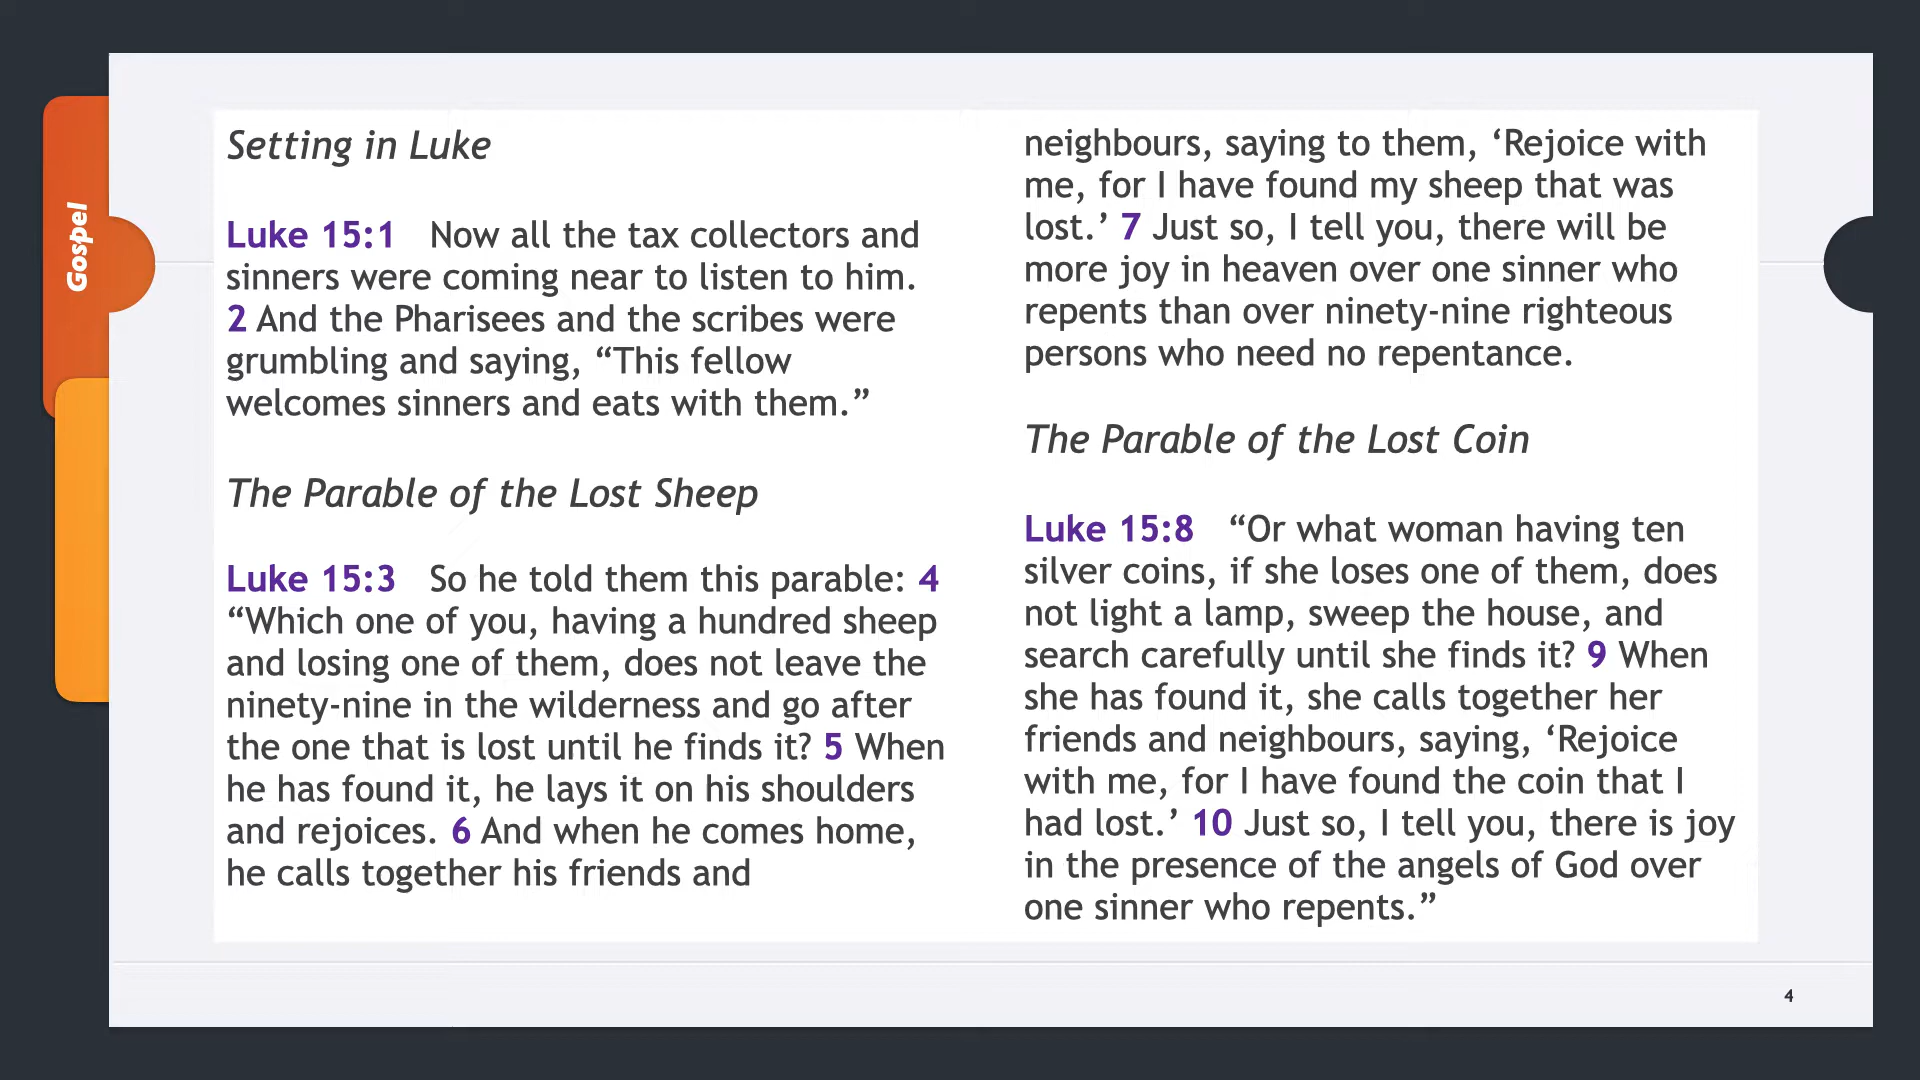 Gospel
Setting in Luke
Luke 15:1 Now all the tax collectors and
sinners were coming near to listen to him.
2 And the Pharisees and the scribes were
grumbling and saying, “This fellow
welcomes sinners and eats with them.”
The Parable of the Lost Sheep
Luke 15:3 So he told them this parable: 4
“Which one of you, having a hundred sheep
and losing one of them, does not leave the
ninety-nine in the wilderness and go after
the one that is lost until he finds it? 5 When
he has found it, he lays it on his shoulders
and rejoices. 6 And when he comes home,
he calls together his friends and
neighbours, saying to them, ‘Rejoice with
me, for I have found my sheep that was
lost.’ 7 Just so, I tell you, there will be
more joy in heaven over one sinner who
repents than over ninety-nine righteous
persons who need no repentance.
The Parable of the Lost Coin
Luke 15:8 “Or what woman having ten
silver coins, if she loses one of them, does
not light a lamp, sweep the house, and
search carefully until she finds it? 9 When
she has found it, she calls together her
friends and neighbours, saying, ‘Rejoice
with me, for I have found the coin that I
had lost.’ 10 Just so, I tell you, there is joy
in the presence of the angels of God over
one sinner who repents.”
4